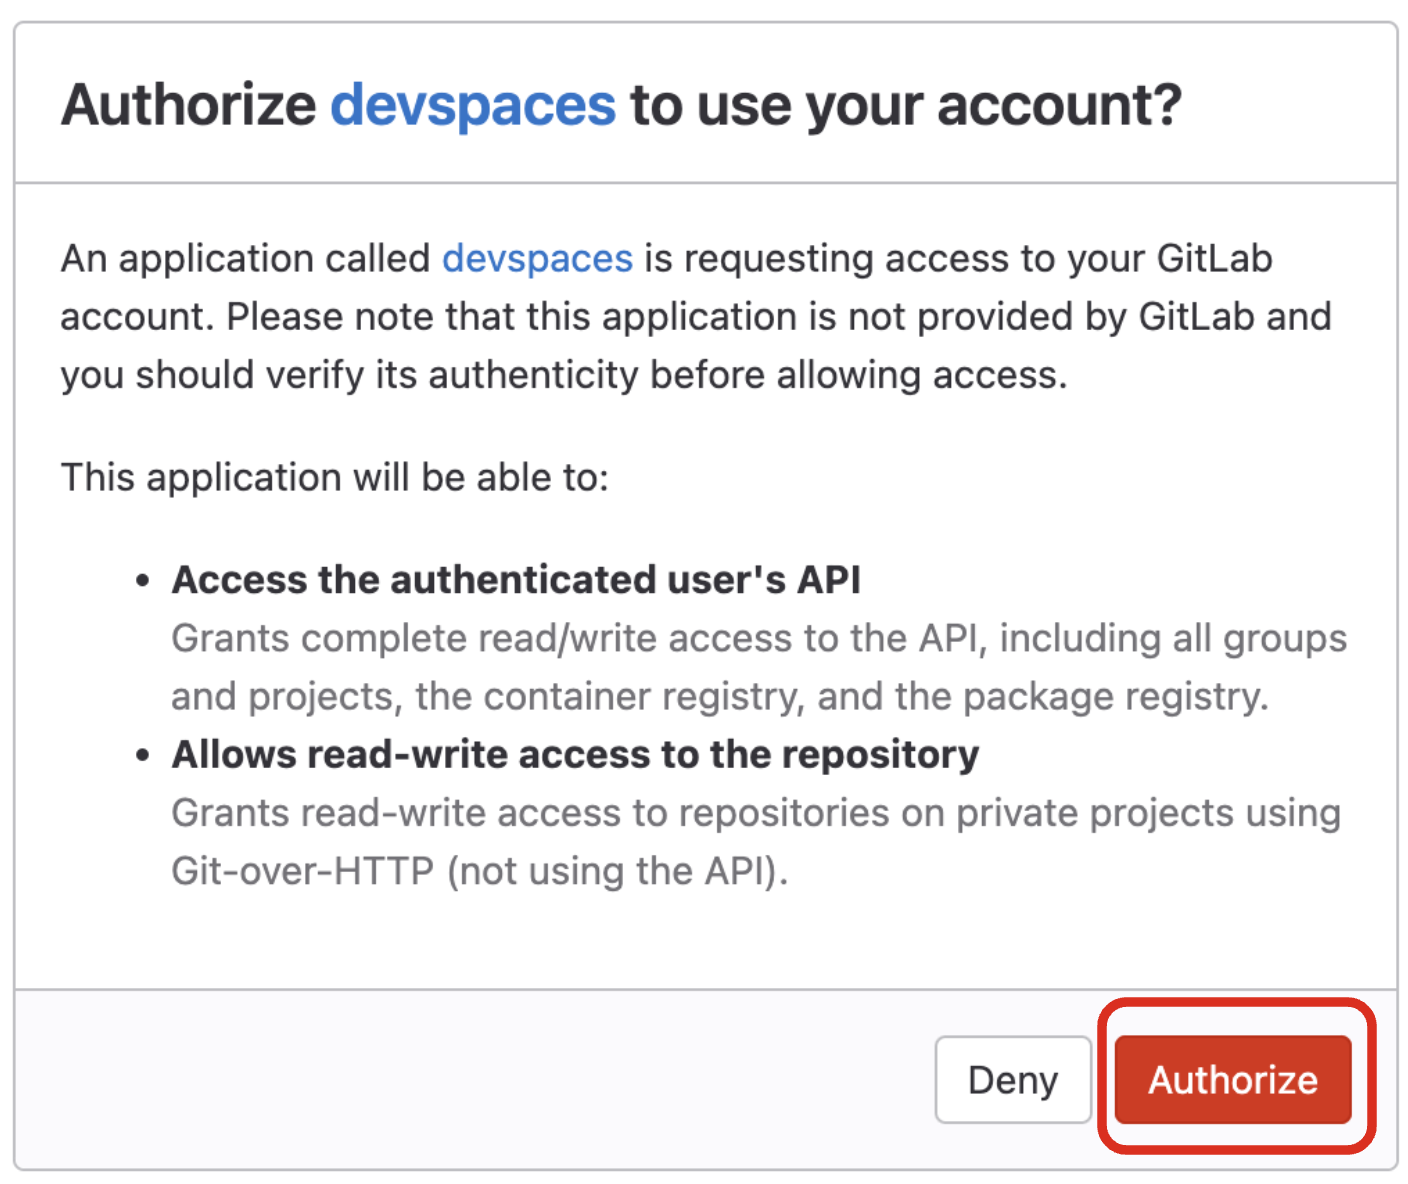 Authorize devspaces to use your account?
An application called devspaces is requesting access to your GitLab
account. Please note that this application is not provided by GitLab and
you should verify its authenticity before allowing access.
This application will be able to:
• Access the authenticated user's API
Grants complete read/write access to the API, including all groups
and projects, the container registry, and the package registry.
• Allows read-write access to the repository
Grants read-write access to repositories on private projects using
Git-over-HTTP (not using the API).
Deny Authorize